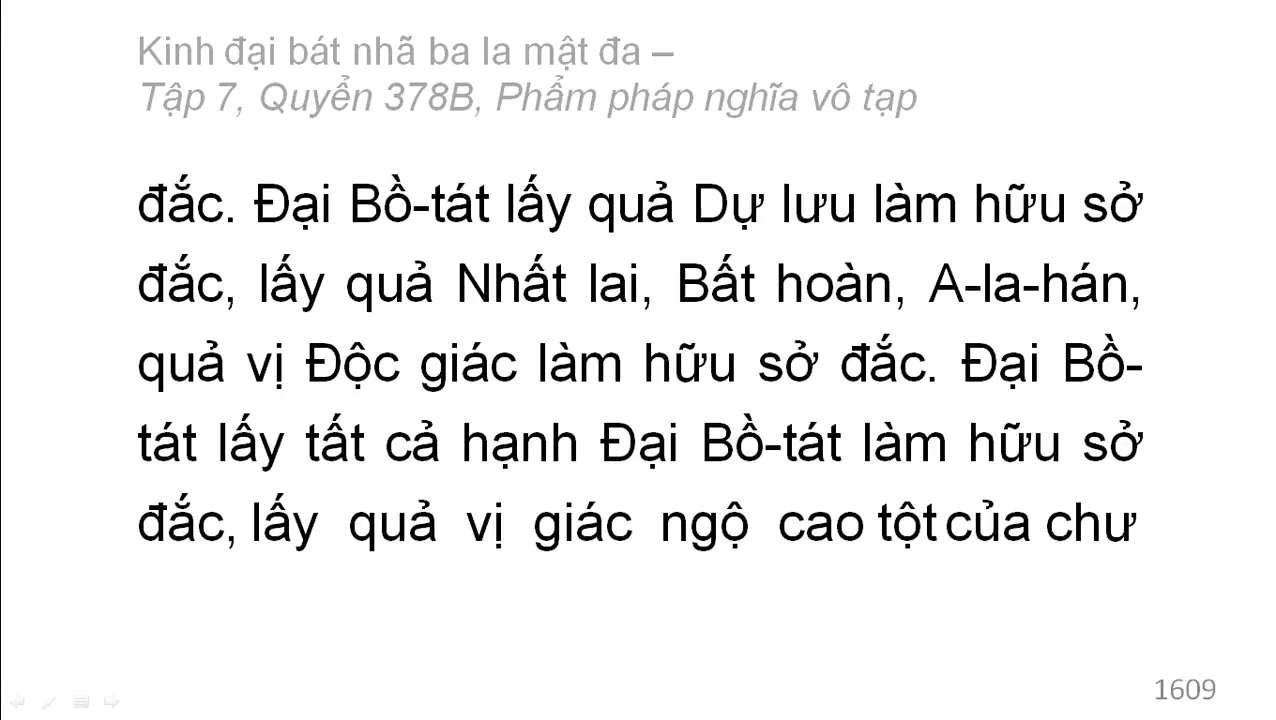 Kinh đại bát nhã ba la mật đa –
Tập 7, Quyển 378B, Phẩm pháp nghĩa vô tạp
đắc. Đại Bồ-tát lấy quả Dự lưu làm hữu sở
đắc, lấy quả Nhất lai, Bất hoàn, A-la-hán,
quả vị Độc giác làm hữu sở đắc. Đại Bồ-
tát lấy tất cả hạnh Đại Bồ-tát làm hữu sở
đắc, lấy quả vị giác ngộ cao tột của chư
1609